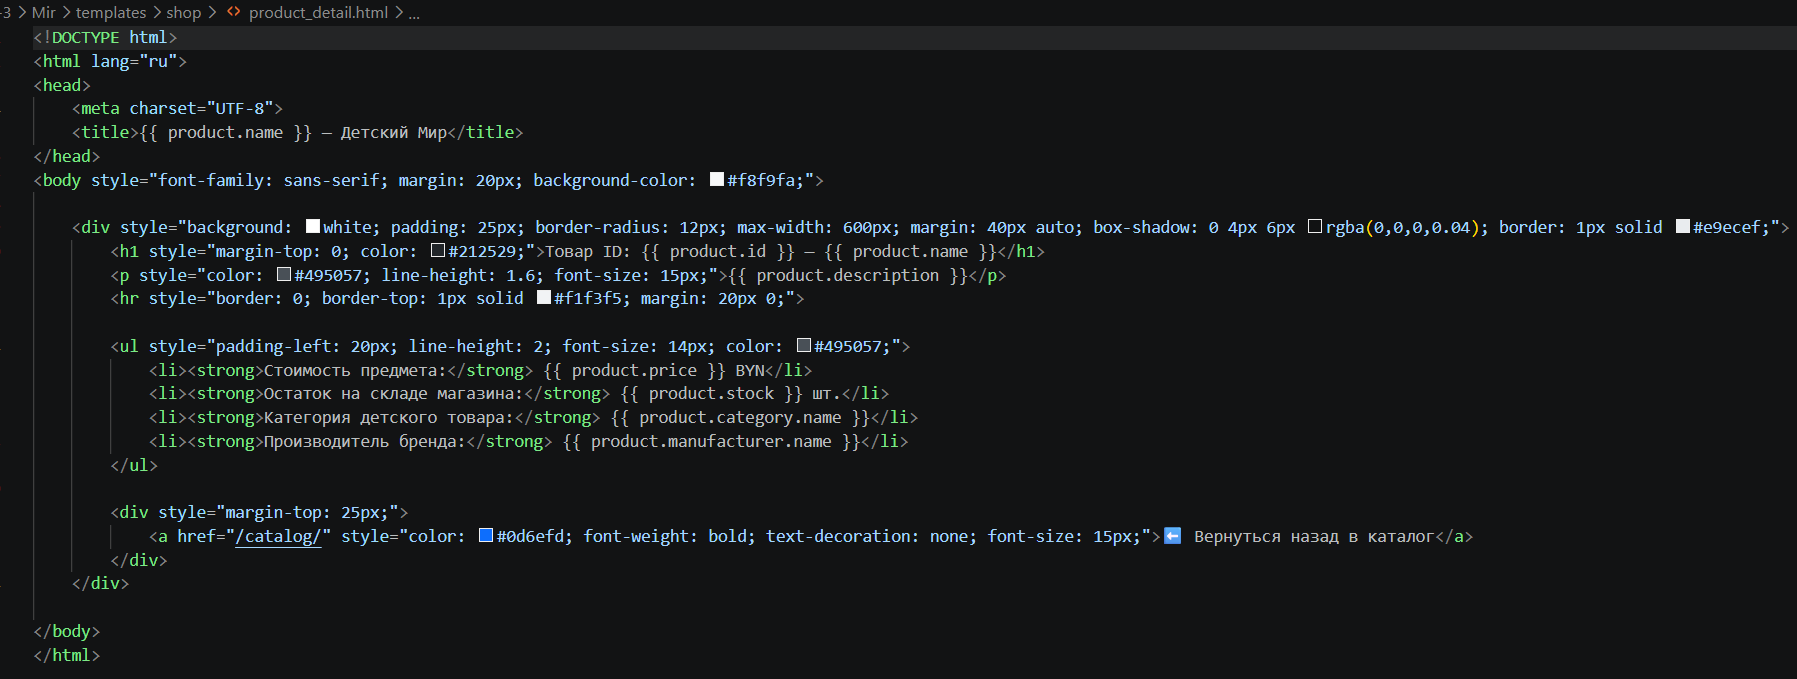 -3 > Mir > templates > shop > <> product_detail.html > ...
<!DOCTYPE html>
<html lang="ru">
<head>
    <meta charset="UTF-8">
    <title>{{ product.name }} — Детский Мир</title>
</head>
<body style="font-family: sans-serif; margin: 20px; background-color: #f8f9fa;">

    <div style="background: white; padding: 25px; border-radius: 12px; max-width: 600px; margin: 40px auto; box-shadow: 0 4px 6px rgba(0,0,0,0.04); border: 1px solid #e9ecef;">
        <h1 style="margin-top: 0; color: #212529;">Товар ID: {{ product.id }} — {{ product.name }}</h1>
        <p style="color: #495057; line-height: 1.6; font-size: 15px;">{{ product.description }}</p>
        <hr style="border: 0; border-top: 1px solid #f1f3f5; margin: 20px 0;">

        <ul style="padding-left: 20px; line-height: 2; font-size: 14px; color: #495057;">
            <li><strong>Стоимость предмета:</strong> {{ product.price }} BYN</li>
            <li><strong>Остаток на складе магазина:</strong> {{ product.stock }} шт.</li>
            <li><strong>Категория детского товара:</strong> {{ product.category.name }}</li>
            <li><strong>Производитель бренда:</strong> {{ product.manufacturer.name }}</li>
        </ul>

        <div style="margin-top: 25px;">
            <a href="/catalog/" style="color: #0d6efd; font-weight: bold; text-decoration: none; font-size: 15px;">⬅️ Вернуться назад в каталог</a>
        </div>
    </div>

</body>
</html>